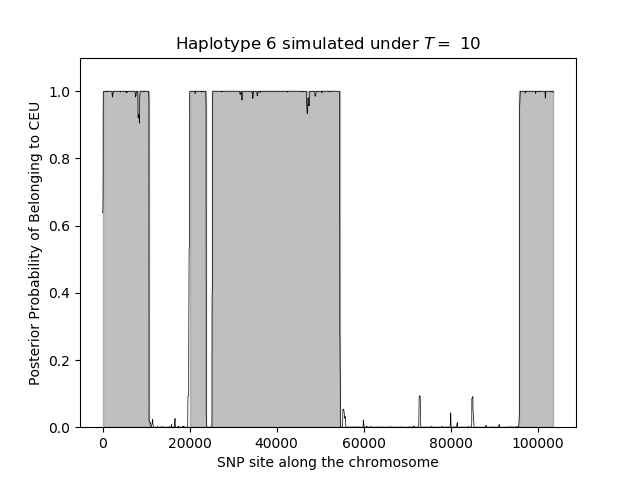 Haplotype 6 simulated under T = 10
Posterior Probability of Belonging to CEU
1.0
0.8
0.6
0.4
0.2
0.0
0 20000 40000 60000 80000 100000
SNP site along the chromosome